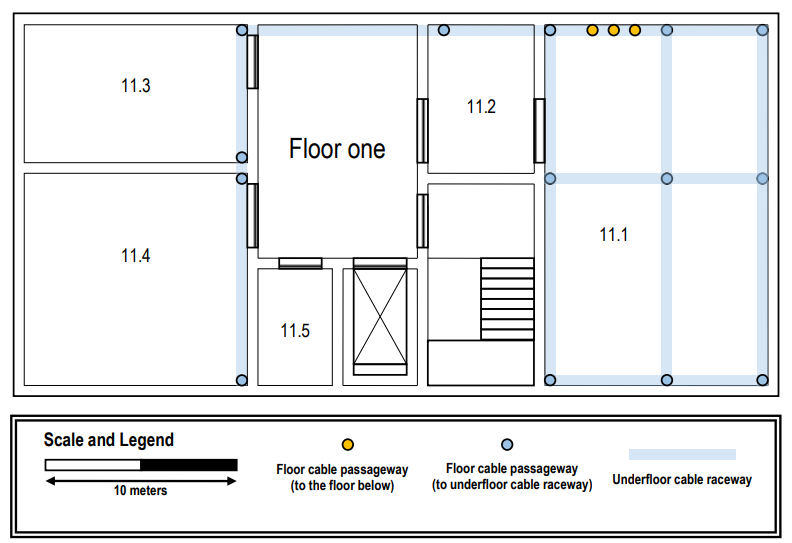 11.3
11.2
Floor one
11.4
11.1
11.5
Scale and Legend
10 meters
Floor cable passageway
(to the floor below)
Floor cable passageway
(to underfloor cable raceway)
Underfloor cable raceway